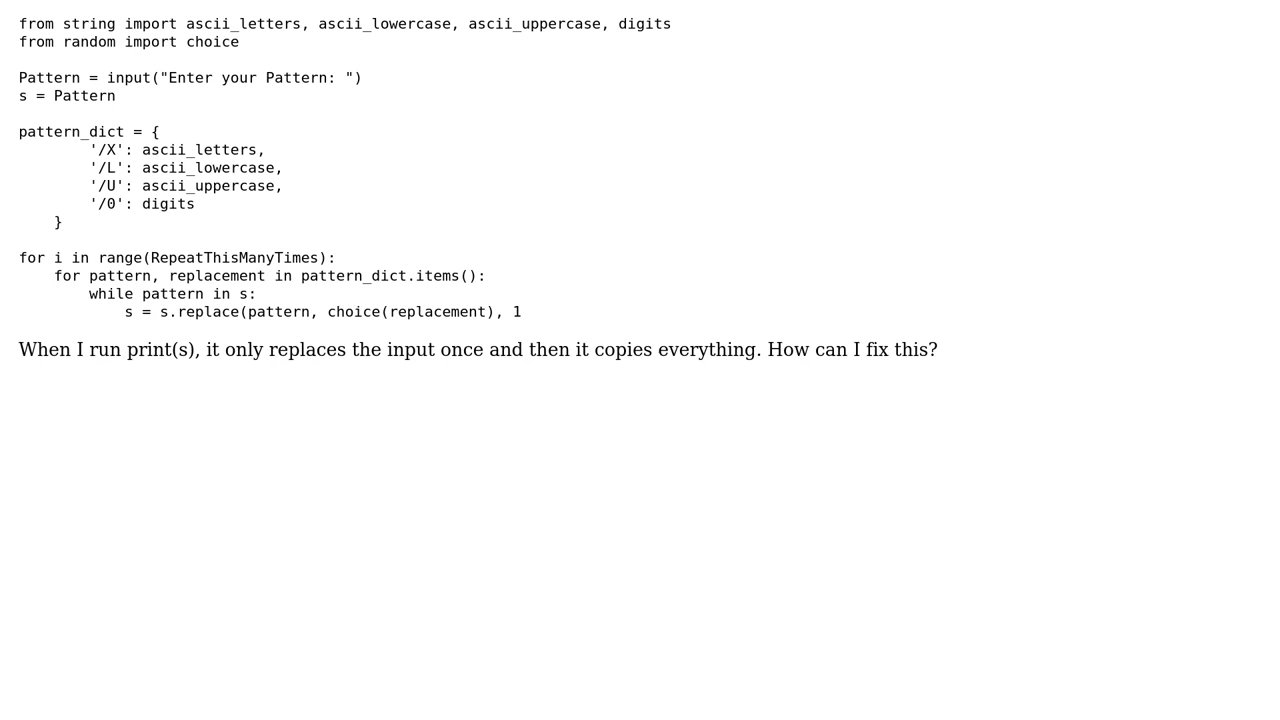 from string import ascii_letters, ascii_lowercase, ascii_uppercase, digits
from random import choice

Pattern = input("Enter your Pattern: ")
s = Pattern

pattern_dict = {
        '/X': ascii_letters,
        '/L': ascii_lowercase,
        '/U': ascii_uppercase,
        '/0': digits
    }

for i in range(RepeatThisManyTimes):
    for pattern, replacement in pattern_dict.items():
        while pattern in s:
            s = s.replace(pattern, choice(replacement), 1
When I run print(s), it only replaces the input once and then it copies everything. How can I fix this?